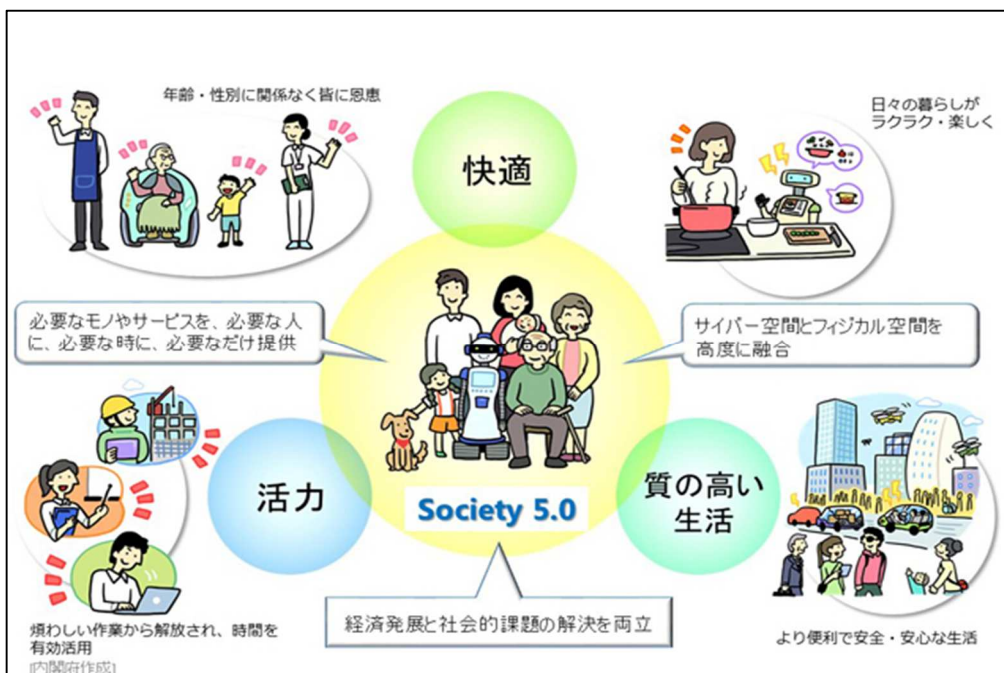 年齢・性別に関係なく皆に恩恵
快適
日々の暮らしが
ラクラク・楽しく
必要なモノやサービスを、必要な人
に、必要な時に、必要なだけ提供
サイバー空間とフィジカル空間を
高度に融合
活力
Society 5.0
質の高い
生活
経済発展と社会的課題の解決を両立
煩わしい作業から解放され、時間を
有効活用
[内閣府作成]
より便利で安全・安心な生活